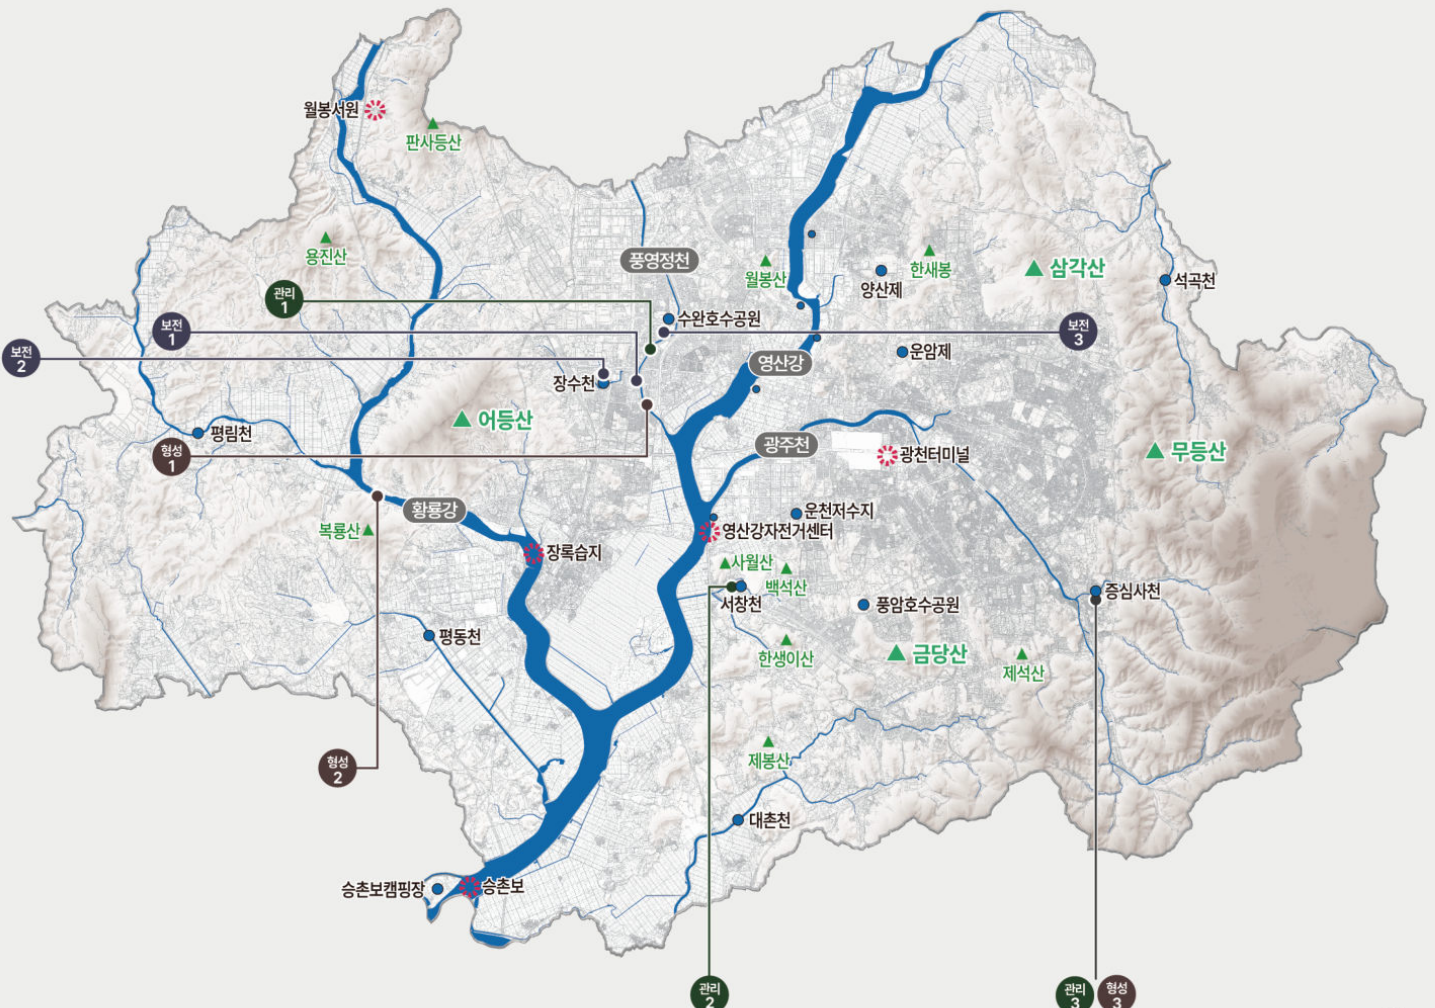 월봉서원
판사등산
용진산
풍영정천
월봉산
양산제
한새봉
삼각산
석곡천
관리
1
보전
1
보전
2
수완호수공원
보전
3
장수천
영산강
운암제
어등산
평림천
형성
1
광주천
광천터미널
무등산
황룡강
복룡산
장록습지
운천저수지
영산강자전거센터
사월산
백석산
서창천
풍암호수공원
증심사천
평동천
한생이산
금당산
제석산
형성
2
제봉산
대촌천
승촌보캠핑장
승촌보
관리
2
관리
3
형성
3